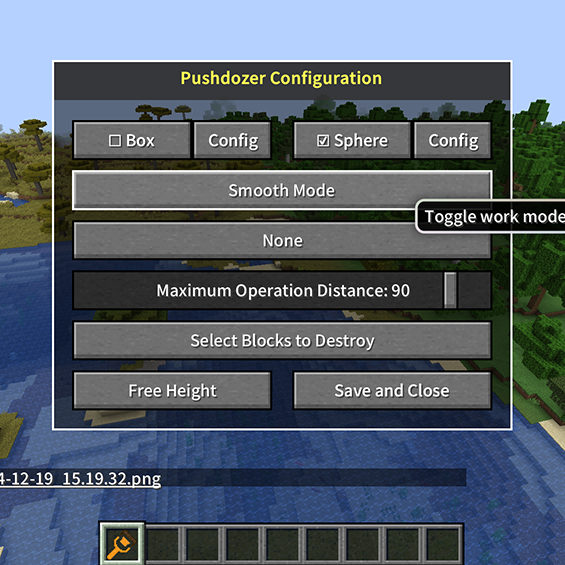 Pushdozer Configuration
☐ Box Config ☑ Sphere Config
Smooth Mode
Toggle work mode
None
Maximum Operation Distance: 90
Select Blocks to Destroy
Free Height Save and Close
4-12-19_15.19.32.png